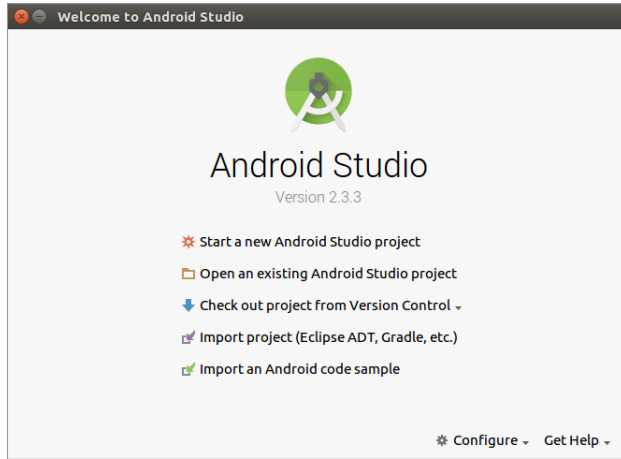 Welcome to Android Studio
Android Studio
Version 2.3.3
Start a new Android Studio project
Open an existing Android Studio project
Check out project from Version Control
Import project (Eclipse ADT, Gradle, etc.)
Import an Android code sample
Configure Get Help